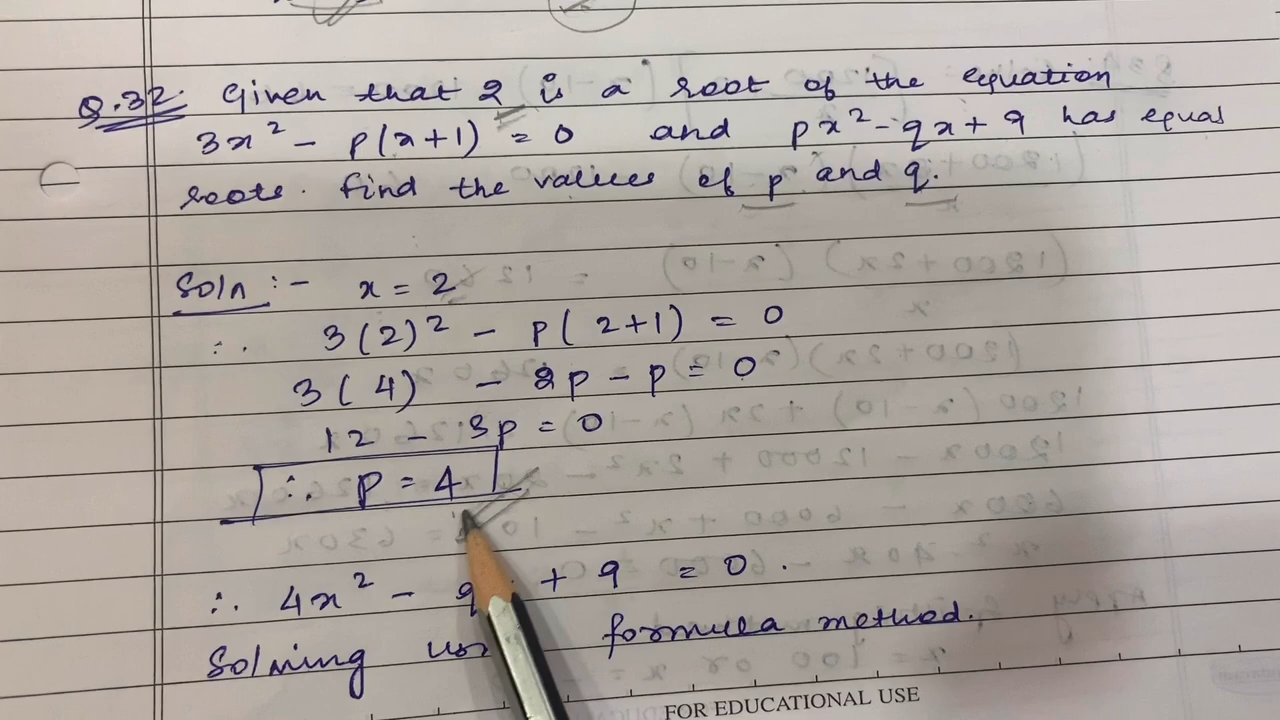 Q.32. Given that 2 is a root of the equation
3x² - p(x+1) = 0 and px² - qx + 9 has equal
roots. find the values of p and q.
Soln :- x = 2
∴ 3(2)² - p(2+1) = 0
3(4) - 2p - p = 0
12 - 3p = 0
∴ p = 4
∴ 4x² - q + 9 = 0.
Solving formula method.
FOR EDUCATIONAL USE